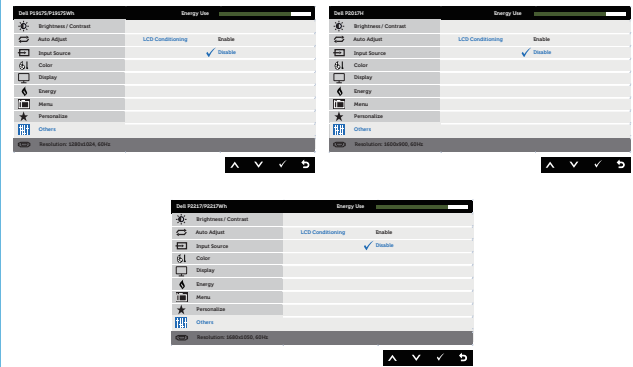 Dell P1917S/P1917SWh Energy Use
Brightness / Contrast
Auto Adjust LCD Conditioning Enable
Input Source Disable
Color
Display
Energy
Menu
Personalize
Others
Resolution: 1280x1024, 60Hz
Dell P2017H Energy Use
Brightness / Contrast
Auto Adjust LCD Conditioning Enable
Input Source Disable
Color
Display
Energy
Menu
Personalize
Others
Resolution: 1600x900, 60Hz
Dell P2217/P2217Wh Energy Use
Brightness / Contrast
Auto Adjust LCD Conditioning Enable
Input Source Disable
Color
Display
Energy
Menu
Personalize
Others
Resolution: 1680x1050, 60Hz